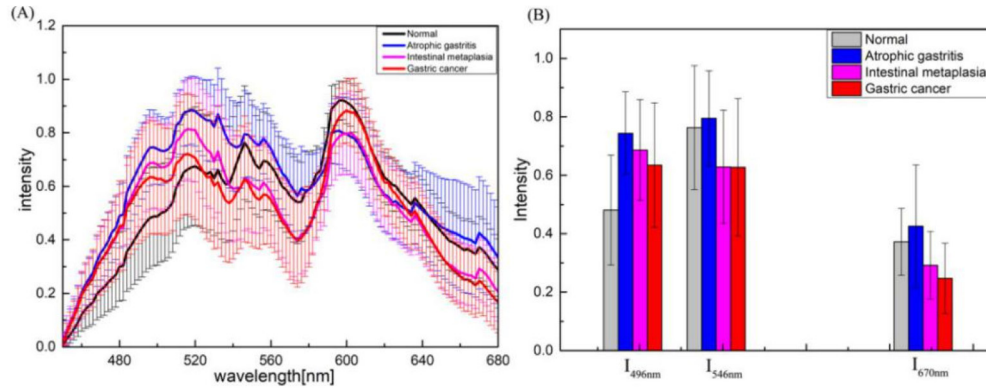 (A)
1.2
1.0
0.8
0.6
0.4
0.2
0.0
intensity
480 520 560 600 640 680
wavelength[nm]
Normal
Atrophic gastritis
Intestinal metaplasia
Gastric cancer
(B)
1.0
0.8
0.6
0.4
0.2
0.0
Intensity
I496nm I546nm I670nm
Normal
Atrophic gastritis
Intestinal metaplasia
Gastric cancer